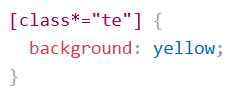 [class*="te"] {
  background: yellow;
}